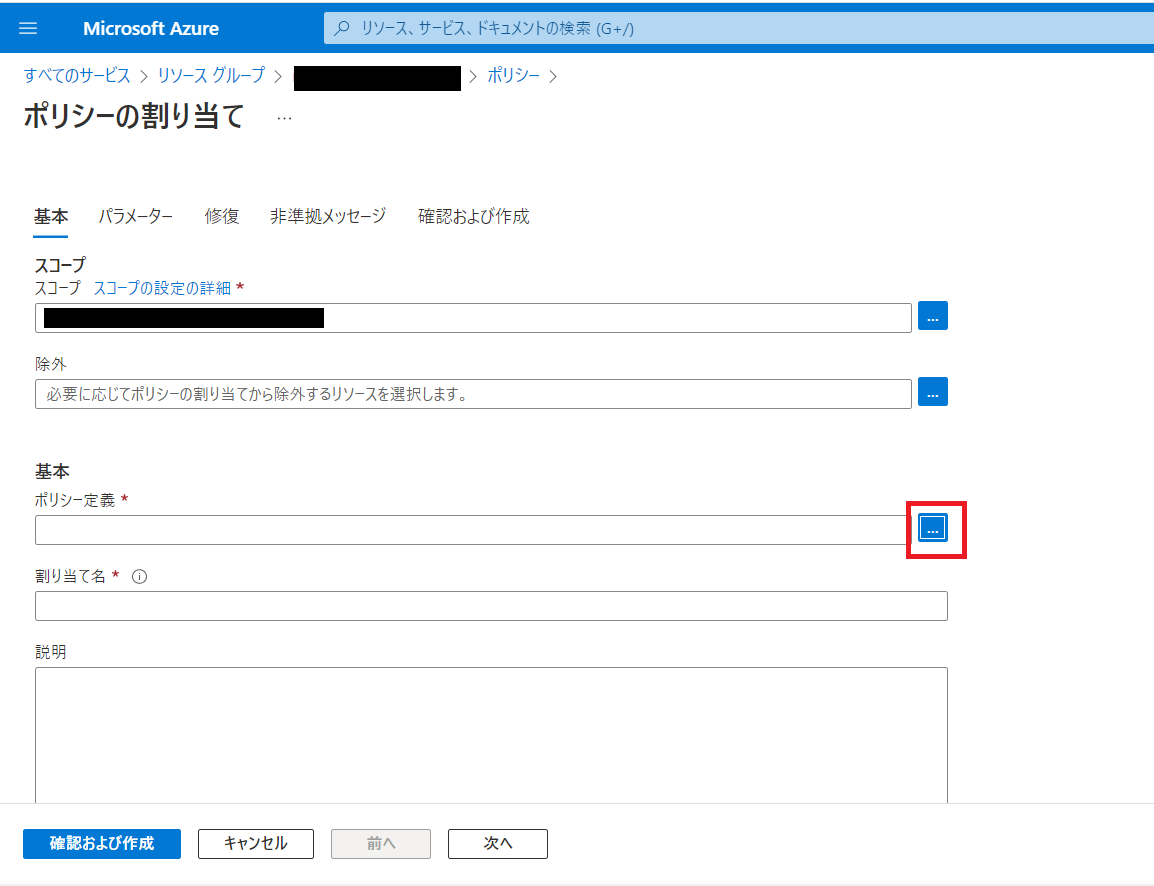 Microsoft Azure リソース、サービス、ドキュメントの検索 (G+/)
すべてのサービス > リソース グループ > > ポリシー >
ポリシーの割り当て ...
基本 パラメーター 修復 非準拠メッセージ 確認および作成
スコープ
スコープ スコープの設定の詳細 *
...
除外
必要に応じてポリシーの割り当てから除外するリソースを選択します。 ...
基本
ポリシー定義 *
...
割り当て名 *
説明
確認および作成 キャンセル 前へ 次へ